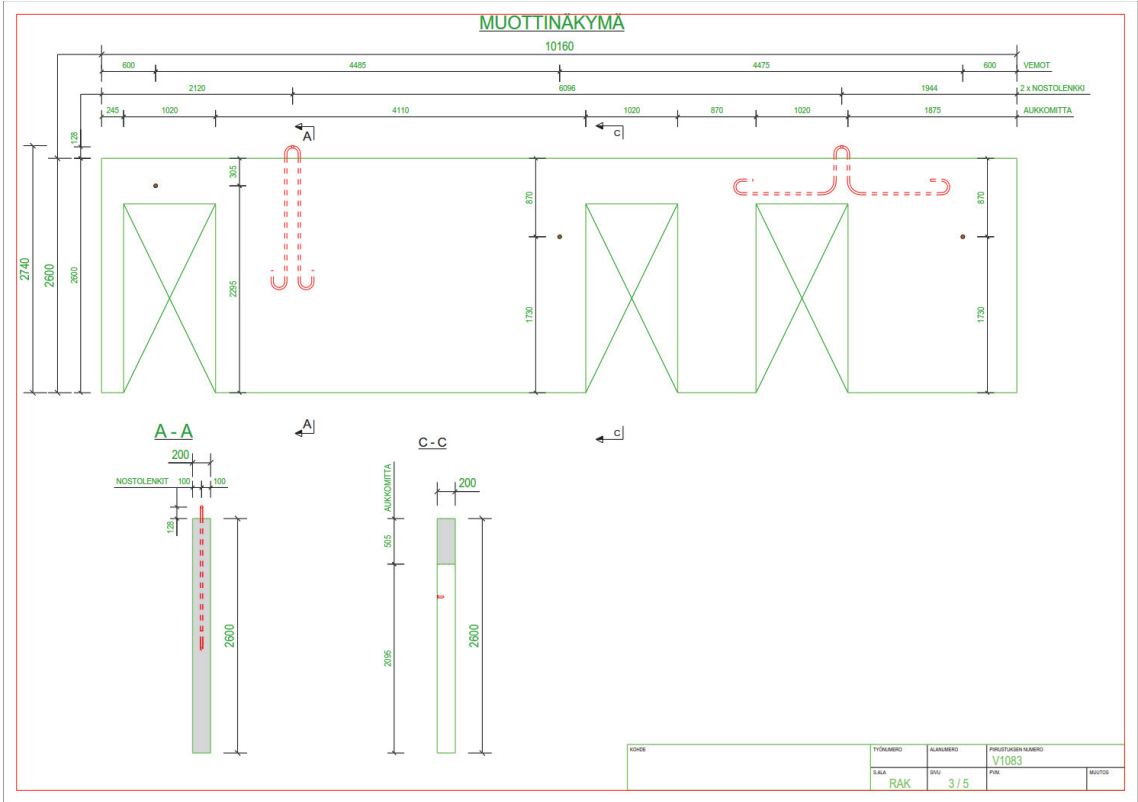 MUOTTINÄKYMÄ
10160
600 4485 4475 600 VEMOT
2120 6096 1944 2 x NOSTOLENKKI
245 1020 4110 1020 870 1020 1875 AUKKOMITTA
128
A C
305 870 870
2740 2600 2600 2295 1730 1730
A C
A - A
C - C
200
AUKKOMITTA
NOSTOLENKIT 100 100
200
128
505
2600
2095
2600
KOHDE
TYÖNUMERO
ALANUMERO
PIIRUSTUKSEN NUMERO
V1083
S.ALA
RAK
SIVU
3 / 5
PVM.
MUUTOS